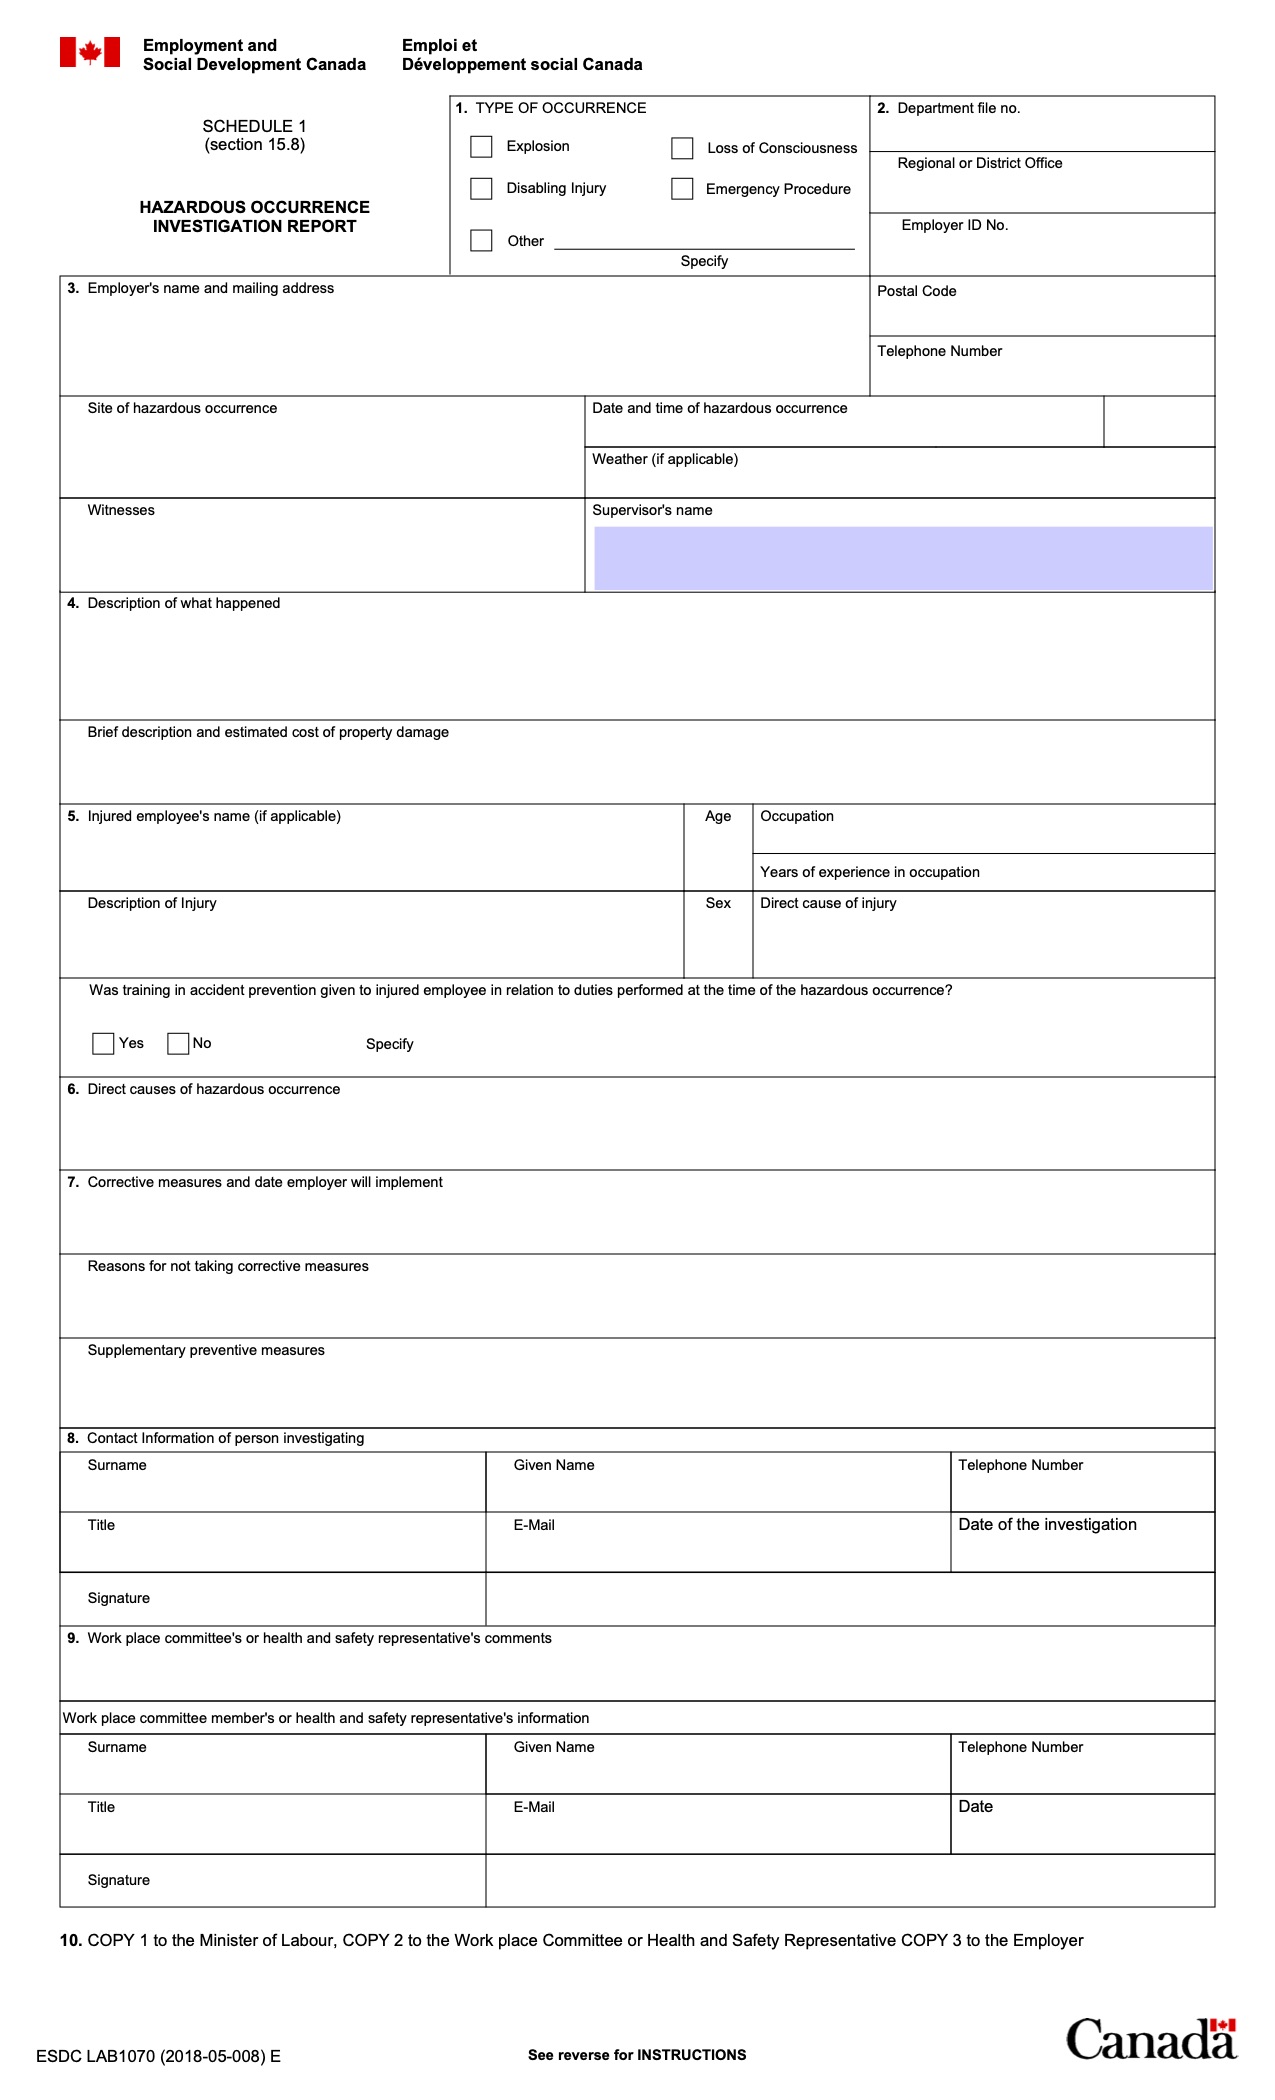 Employment and
Social Development Canada
Emploi et
Développement social Canada
SCHEDULE 1
(section 15.8)
HAZARDOUS OCCURRENCE
INVESTIGATION REPORT
1. TYPE OF OCCURRENCE
Explosion
Loss of Consciousness
Disabling Injury
Emergency Procedure
Other
Specify
2. Department file no.
Regional or District Office
Employer ID No.
3. Employer's name and mailing address
Postal Code
Telephone Number
Site of hazardous occurrence
Date and time of hazardous occurrence
Weather (if applicable)
Witnesses
Supervisor's name
4. Description of what happened
Brief description and estimated cost of property damage
5. Injured employee's name (if applicable)
Age
Occupation
Years of experience in occupation
Description of Injury
Sex
Direct cause of injury
Was training in accident prevention given to injured employee in relation to duties performed at the time of the hazardous occurrence?
Yes
No
Specify
6. Direct causes of hazardous occurrence
7. Corrective measures and date employer will implement
Reasons for not taking corrective measures
Supplementary preventive measures
8. Contact Information of person investigating
Surname
Given Name
Telephone Number
Title
E-Mail
Date of the investigation
Signature
9. Work place committee's or health and safety representative's comments
Work place committee member's or health and safety representative's information
Surname
Given Name
Telephone Number
Title
E-Mail
Date
Signature
10. COPY 1 to the Minister of Labour, COPY 2 to the Work place Committee or Health and Safety Representative COPY 3 to the Employer
ESDC LAB1070 (2018-05-008) E
See reverse for INSTRUCTIONS
Canada